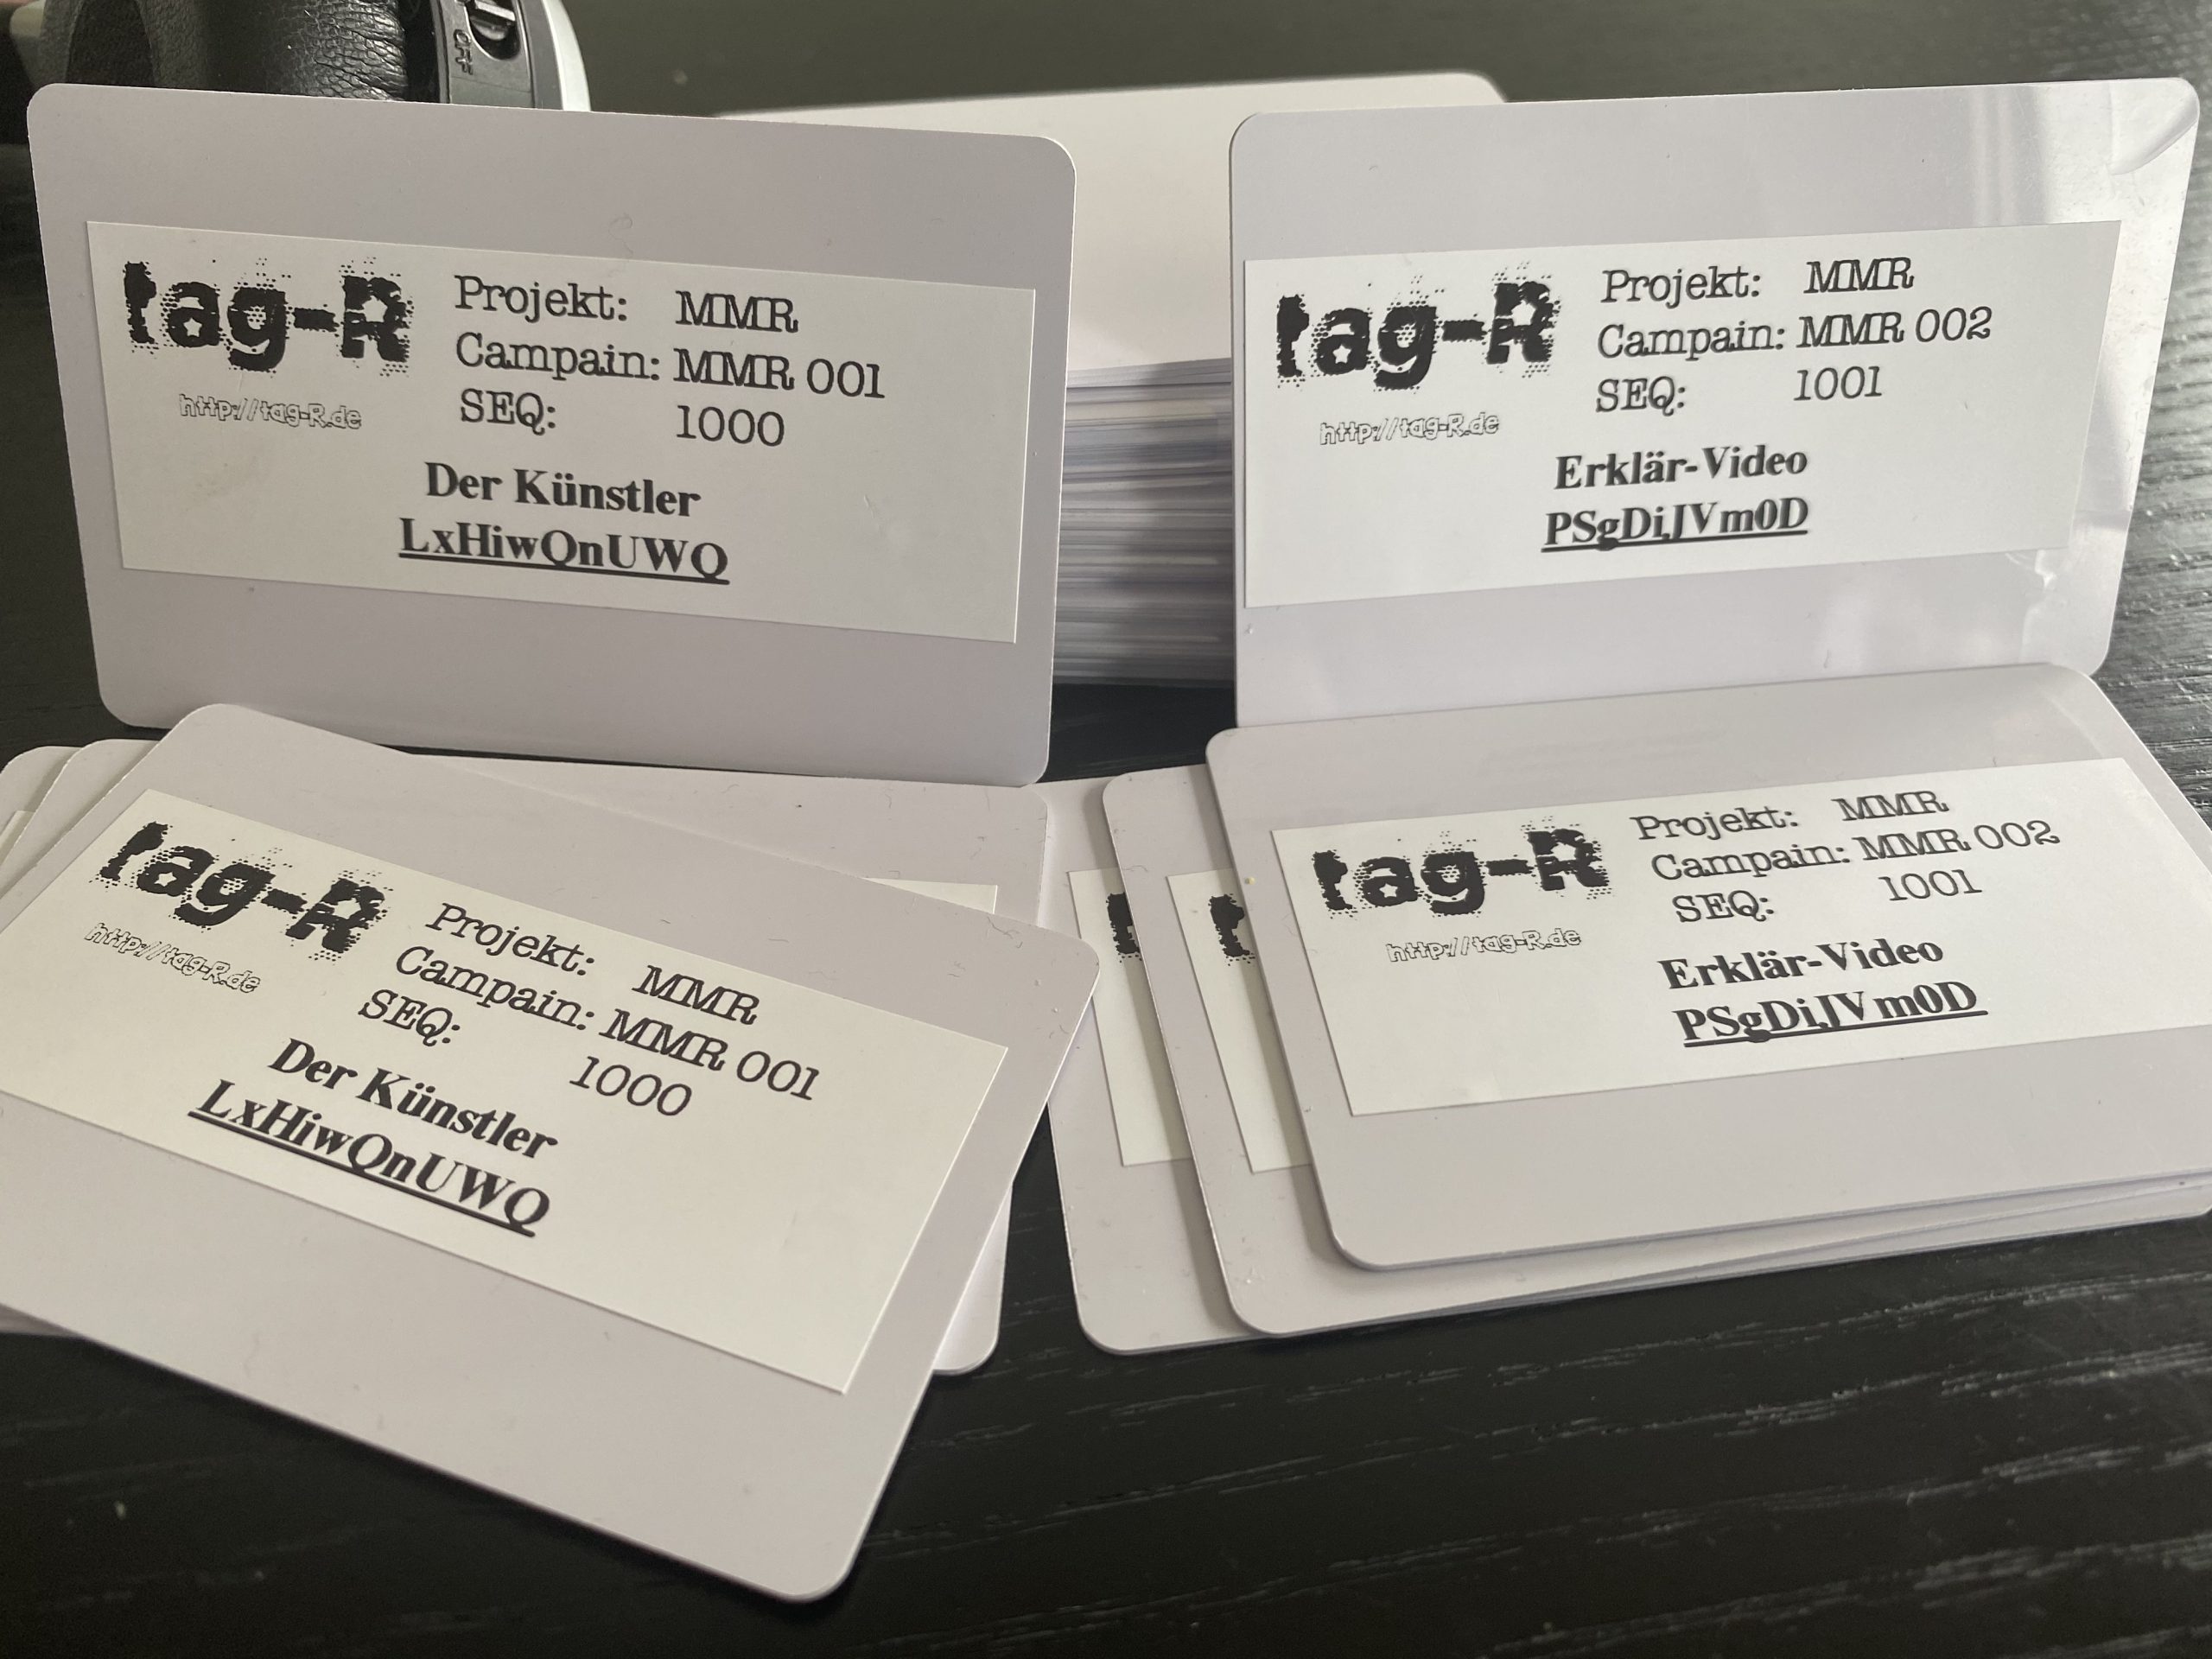 OFF
tag-R
http://tag-R.de
Projekt: MMR
Campain: MMR 001
SEQ: 1000
Der Künstler
LxHiwQnUWQ
tag-R
http://tag-R.de
Projekt: MMR
Campain: MMR 002
SEQ: 1001
Erklär-Video
PSgDiJVm0D
tag-R
http://tag-R.de
Projekt: MMR
Campain: MMR 001
SEQ: 1000
Der Künstler
LxHiwQnUWQ
t
t
tag-R
http://tag-R.de
Projekt: MMR
Campain: MMR 002
SEQ: 1001
Erklär-Video
PSgDiJVm0D